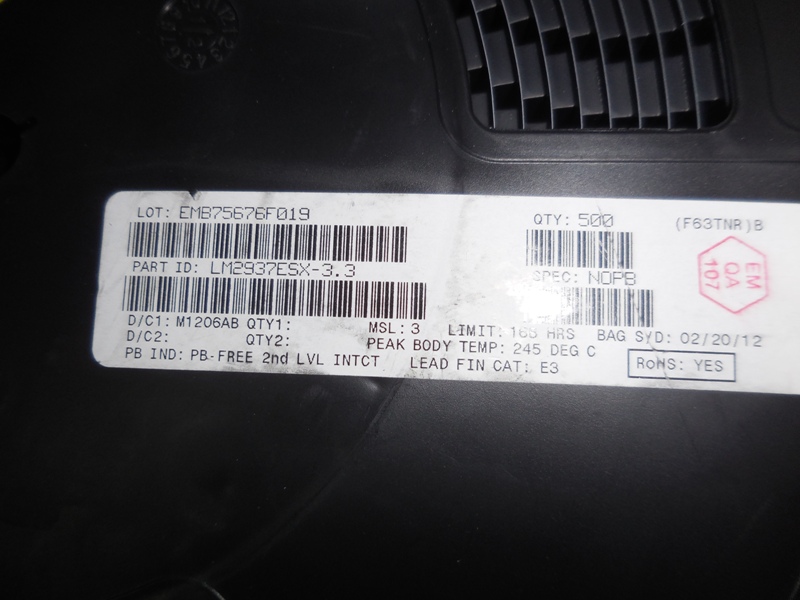 LOT: EMB75676F019
QTY: 500
(F63TNR)B
PART ID: LM2937ESX-3.3
SPEC: NOPB
EM
QA
107
D/C1: M1206AB QTY1:
MSL: 3 LIMIT: 168 HRS BAG S/D: 02/20/12
D/C2: QTY2:
PEAK BODY TEMP: 245 DEG C
PB IND: PB-FREE 2nd LVL INTCT LEAD FIN CAT: E3
RoHS: YES